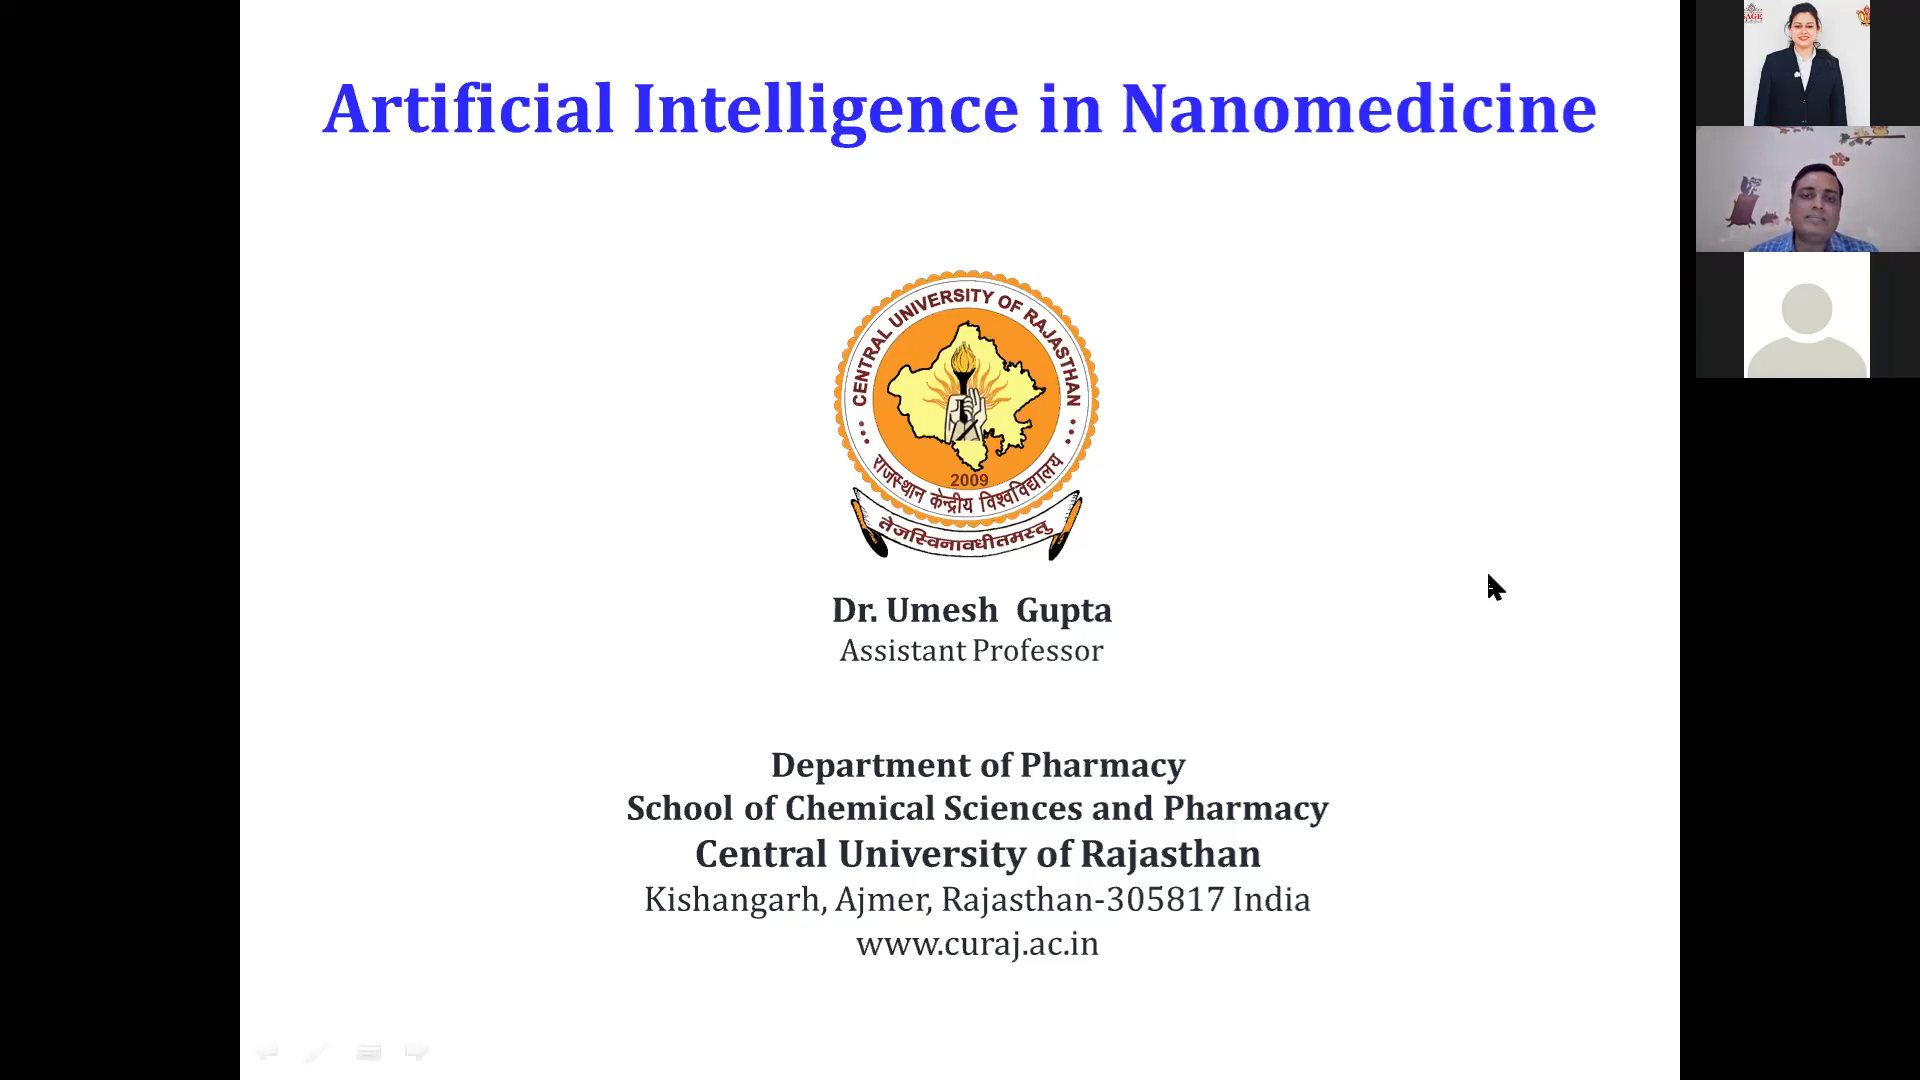 Artificial Intelligence in Nanomedicine
CENTRAL UNIVERSITY OF RAJASTHAN
2009
राजस्थान केन्द्रीय विश्वविद्यालय
तेजस्विनावधीतमस्तु
Dr. Umesh Gupta
Assistant Professor
Department of Pharmacy
School of Chemical Sciences and Pharmacy
Central University of Rajasthan
Kishangarh, Ajmer, Rajasthan-305817 India
www.curaj.ac.in